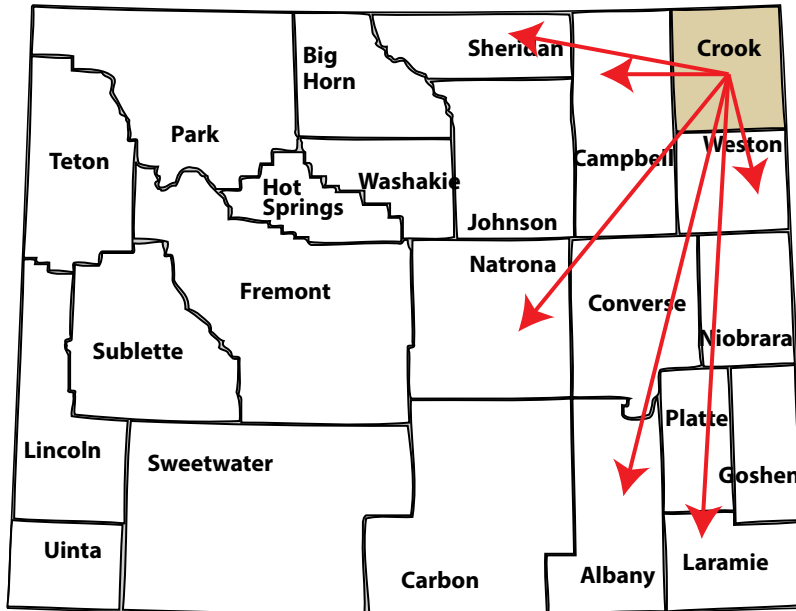 Big
Horn
Sheridan
Crook
Park
Teton
Hot
Springs
Washakie
Campbell
Weston
Johnson
Fremont
Natrona
Converse
Niobrara
Sublette
Lincoln
Sweetwater
Platte
Goshen
Uinta
Carbon
Albany
Laramie